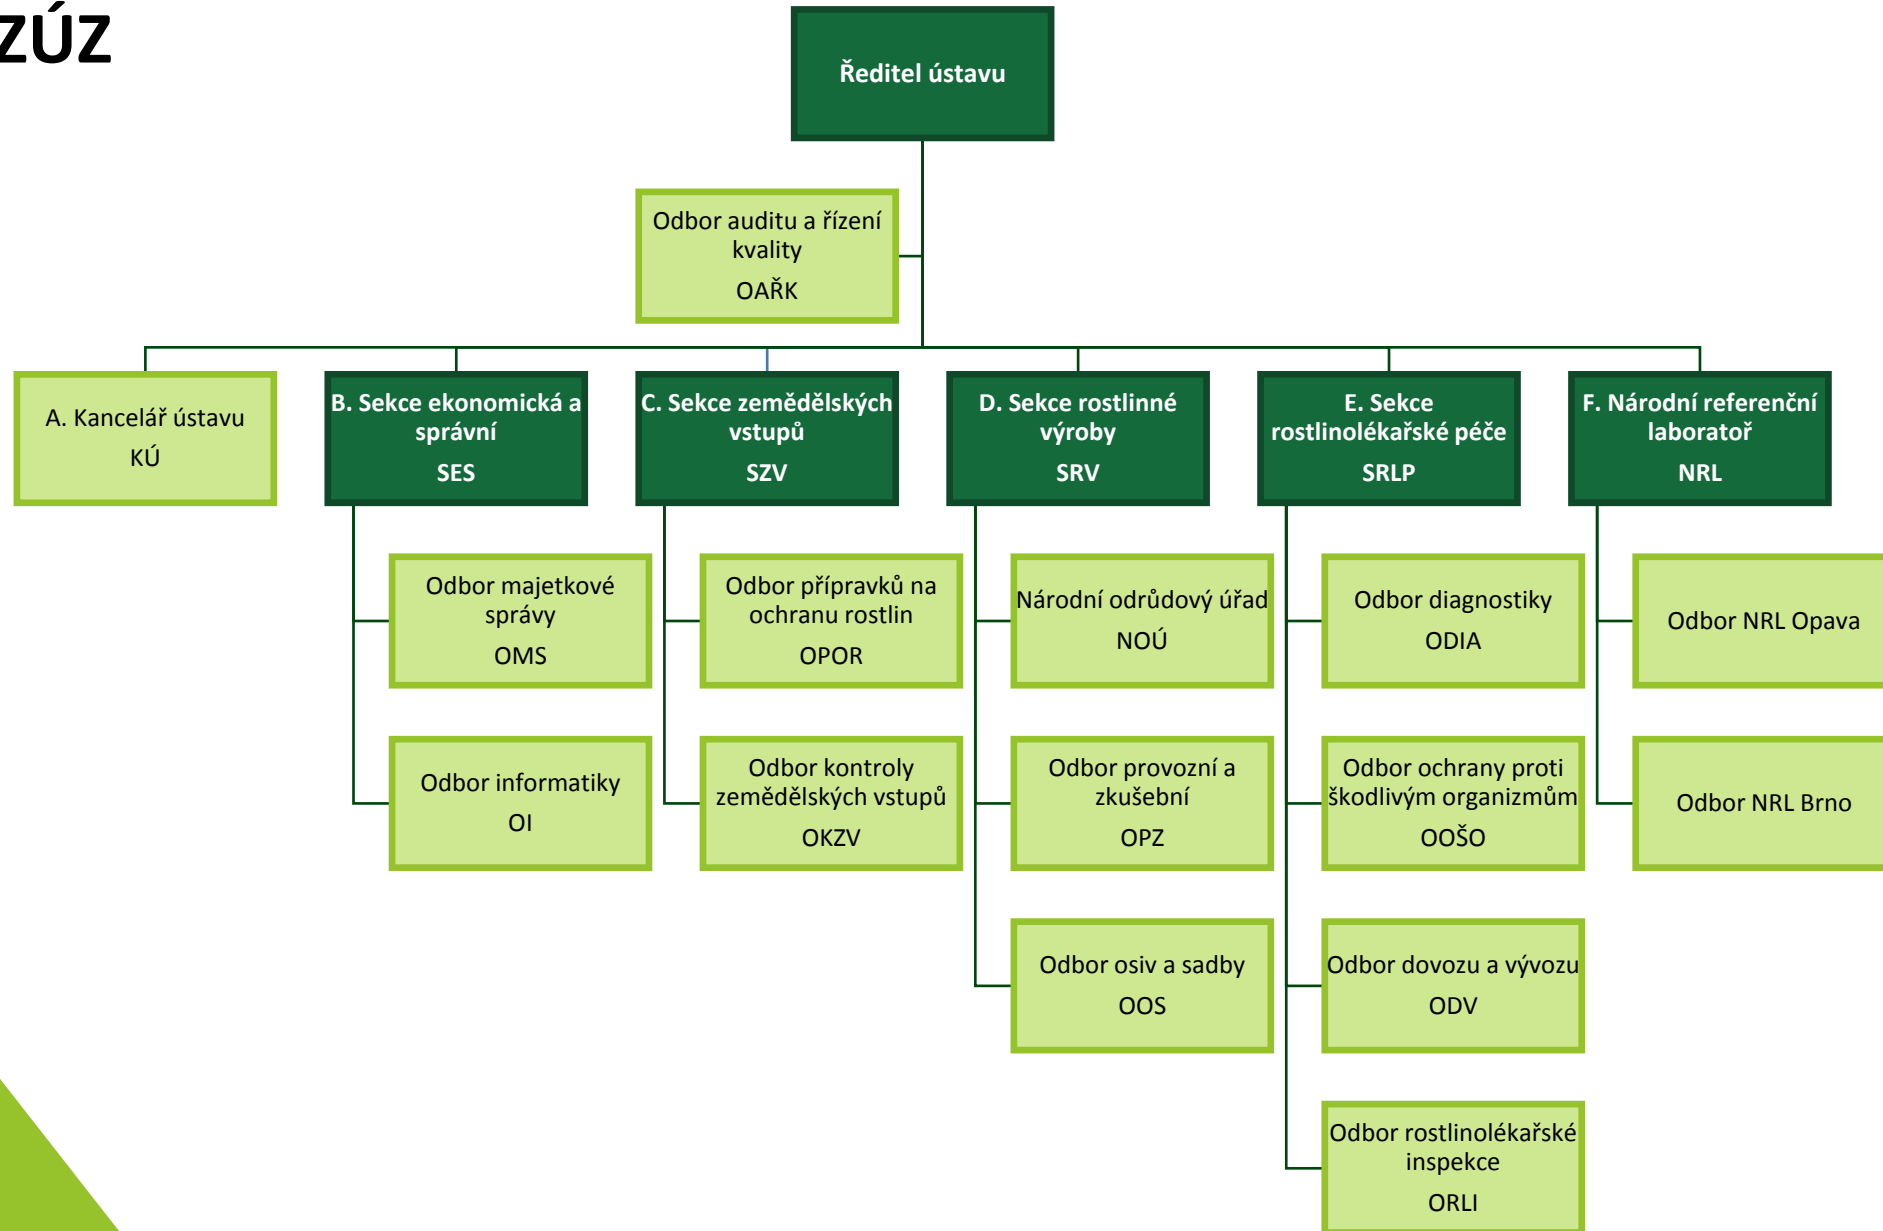 ZÚZ
Ředitel ústavu
Odbor auditu a řízení
kvality
OAŘK
A. Kancelář ústavu
KÚ
B. Sekce ekonomická a
správní
SES
C. Sekce zemědělských
vstupů
SZV
D. Sekce rostlinné
výroby
SRV
E. Sekce
rostlinolékařské péče
SRLP
F. Národní referenční
laboratoř
NRL
Odbor majetkové
správy
OMS
Odbor přípravků na
ochranu rostlin
OPOR
Národní odrůdový úřad
NOÚ
Odbor diagnostiky
ODIA
Odbor NRL Opava
Odbor informatiky
OI
Odbor kontroly
zemědělských vstupů
OKZV
Odbor provozní a
zkušební
OPZ
Odbor ochrany proti
škodlivým organizmům
OOŠO
Odbor NRL Brno
Odbor osiv a sadby
OOS
Odbor dovozu a vývozu
ODV
Odbor rostlinolékařské
inspekce
ORLI